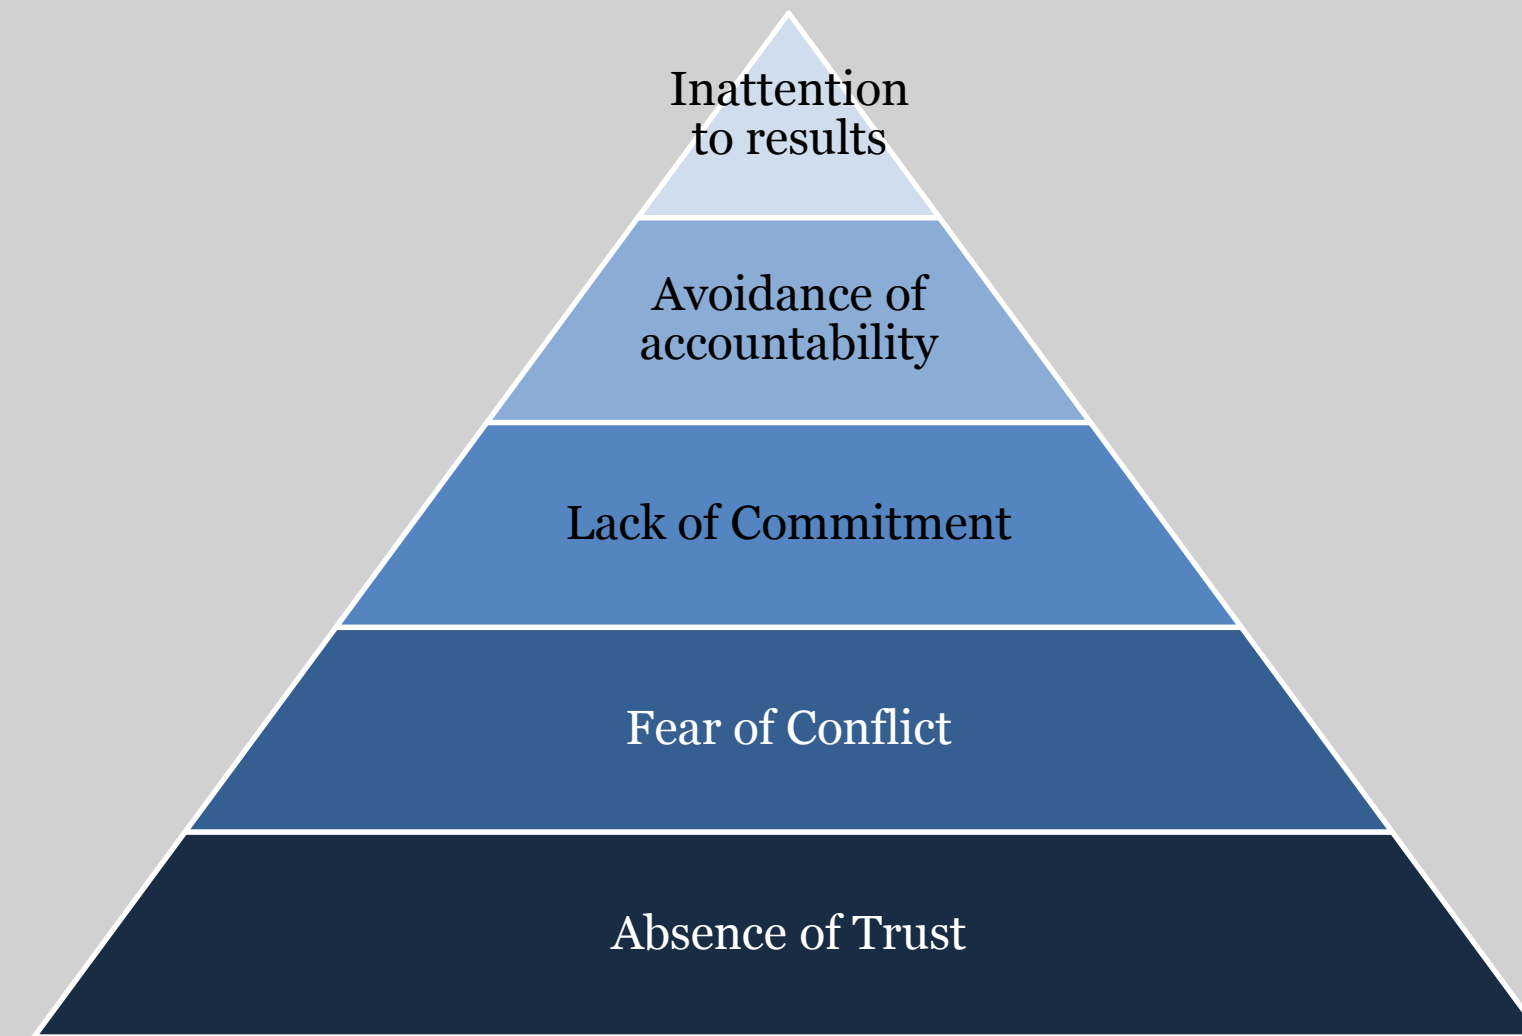 Inattention
to results
Avoidance of
accountability
Lack of Commitment
Fear of Conflict
Absence of Trust